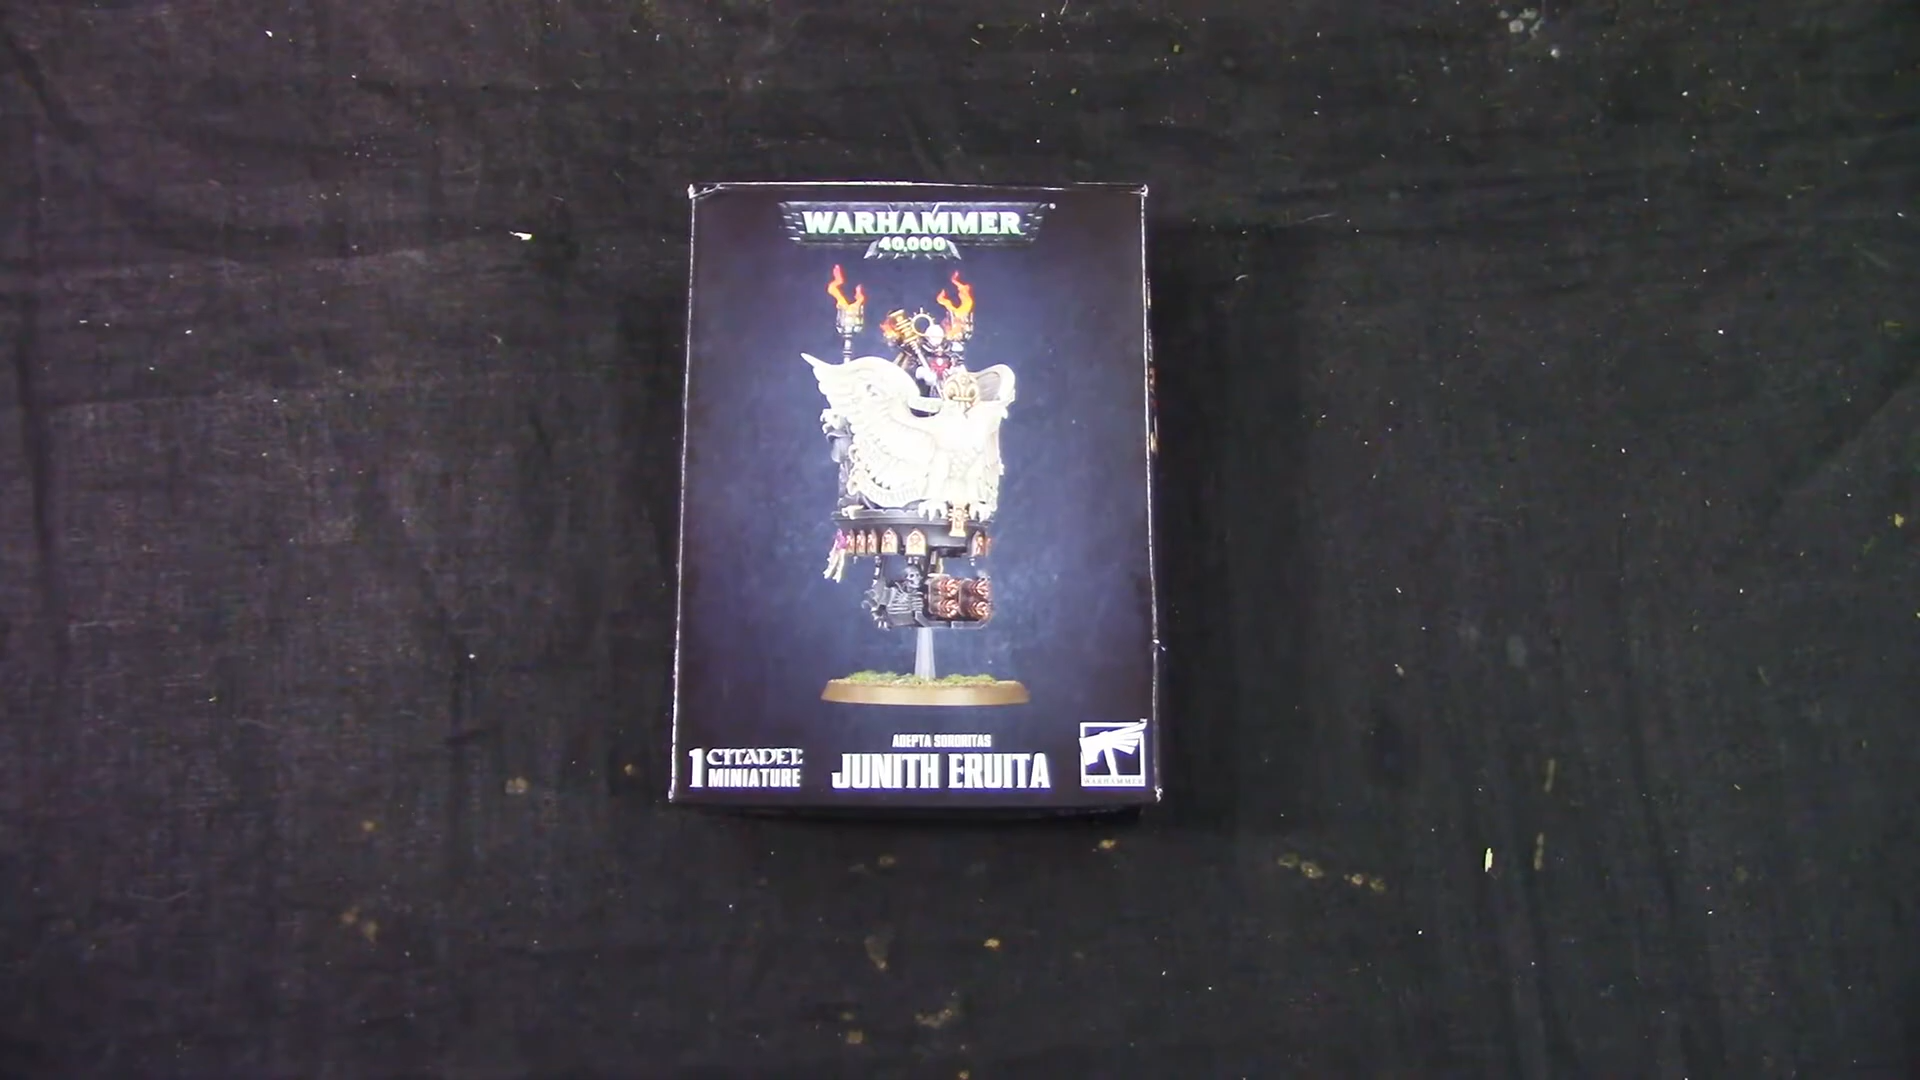 WARHAMMER
40,000
ADEPTA SORORITAS
1 CITADEL
MINIATURE
JUNITH ERUITA
WARHAMMER